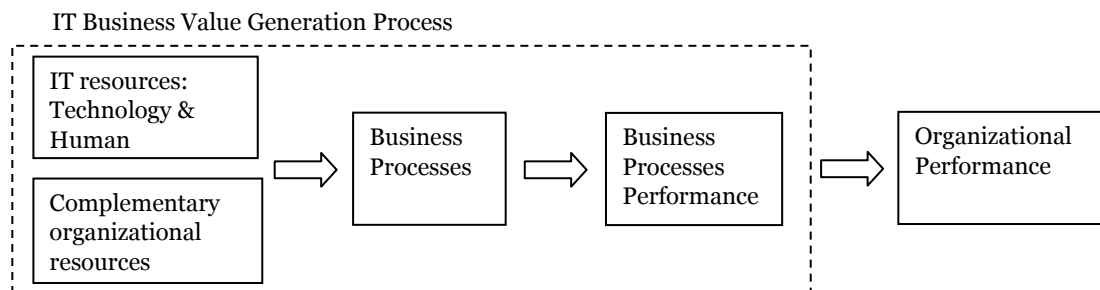 IT Business Value Generation Process
IT resources:
Technology &
Human
Complementary
organizational
resources
Business
Processes
Business
Processes
Performance
Organizational
Performance